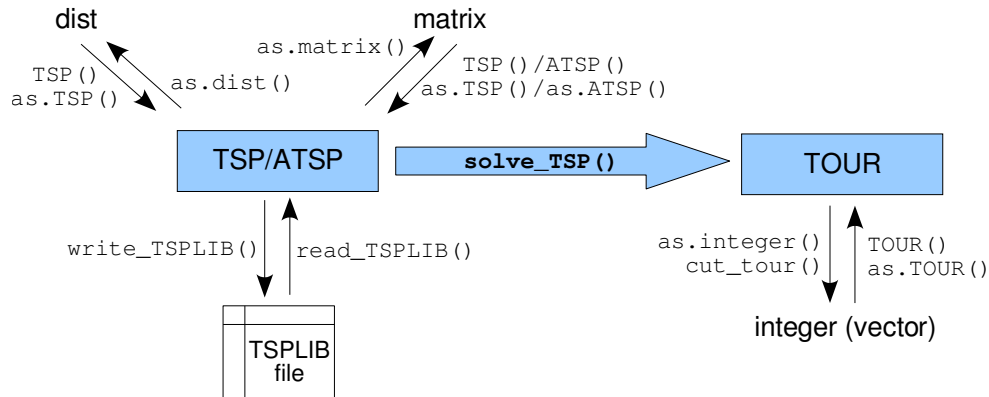 dist
matrix
as.matrix()
TSP()
as.TSP()
as.dist()
TSP()/ATSP()
as.TSP()/as.ATSP()
TSP/ATSP
solve_TSP()
TOUR
write_TSPLIB()
read_TSPLIB()
as.integer()
cut_tour()
TOUR()
as.TOUR()
TSPLIB
file
integer (vector)